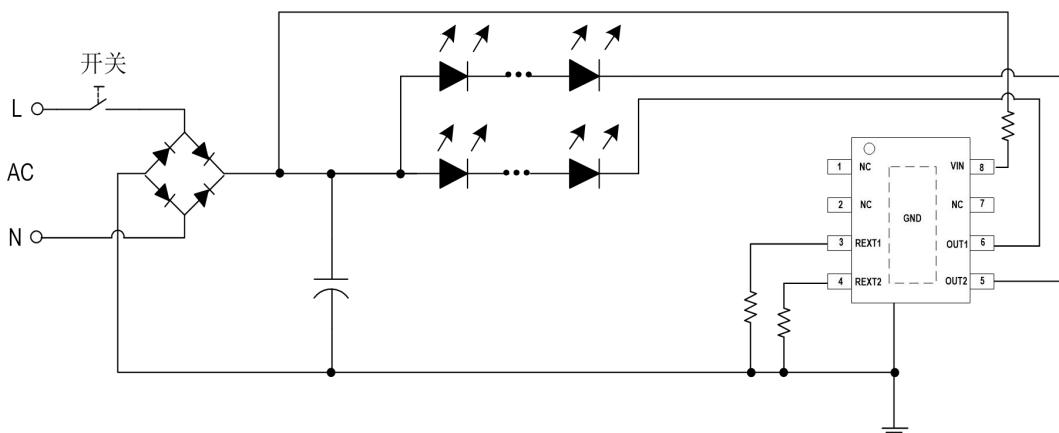 开关
L
AC
N
1 NC VIN 8
2 NC NC 7
GND
3 REXT1 OUT1 6
4 REXT2 OUT2 5